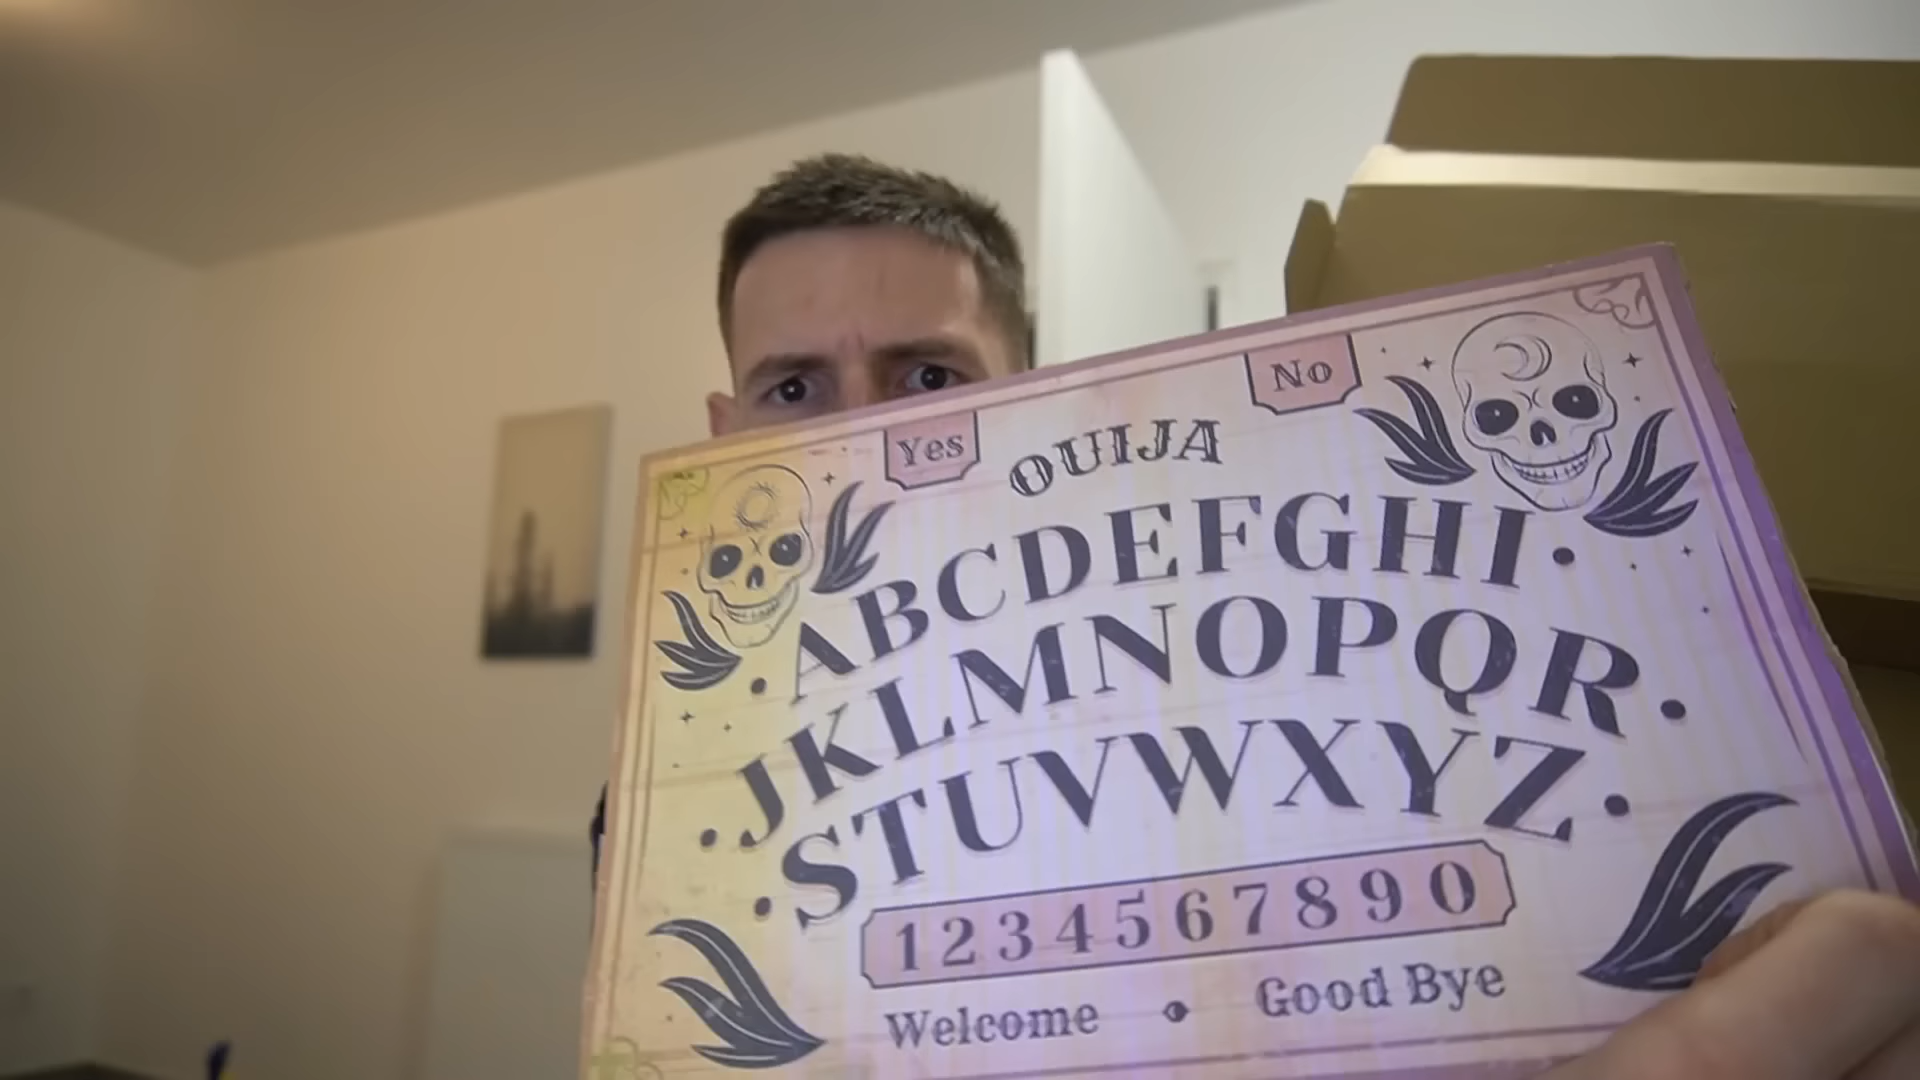 Yes
No
OUIJA
ABCDEFGHI
JKLMNOPQR
STUVWXYZ
1234567890
Welcome
Good Bye